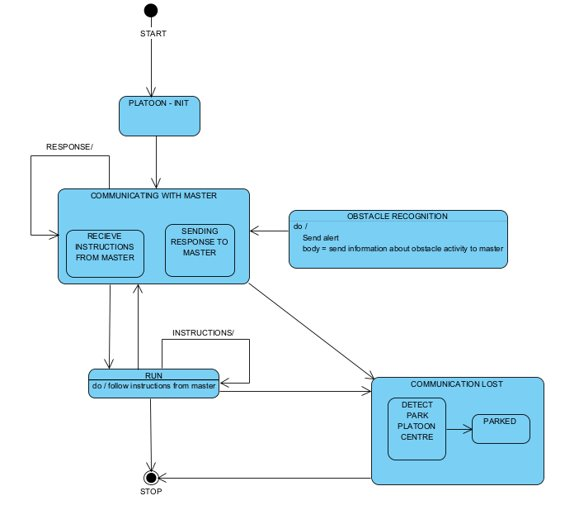 START
PLATOON - INIT
RESPONSE/
COMMUNICATING WITH MASTER
RECIEVE
INSTRUCTIONS
FROM MASTER
SENDING
RESPONSE TO
MASTER
OBSTACLE RECOGNITION
do /
Send alert
body = send information about obstacle activity to master
INSTRUCTIONS/
RUN
do / follow instructions from master
COMMUNICATION LOST
DETECT
PARK
PLATOON
CENTRE
PARKED
STOP